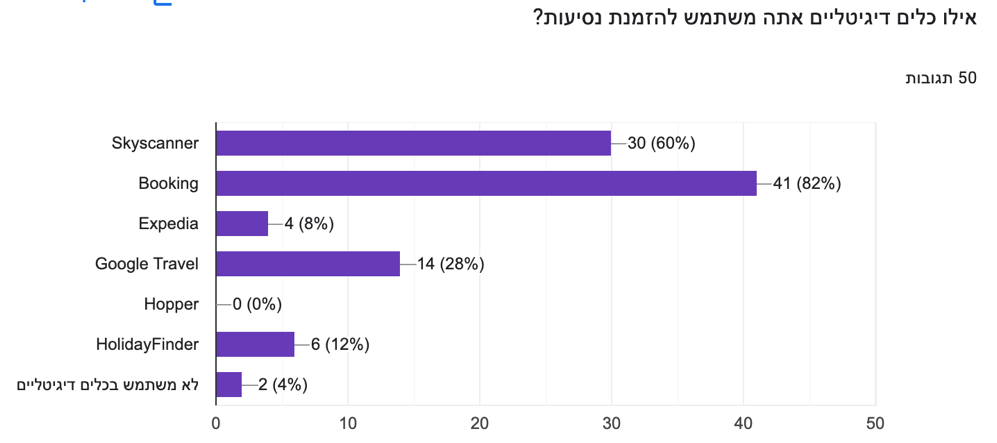 אילו כלים דיגיטליים אתה משתמש להזמנת נסיעות?
50 תגובות
Skyscanner 30 (60%)
Booking 41 (82%)
Expedia 4 (8%)
Google Travel 14 (28%)
Hopper 0 (0%)
HolidayFinder 6 (12%)
לא משתמש בכלים דיגיטליים 2 (4%)
0 10 20 30 40 50